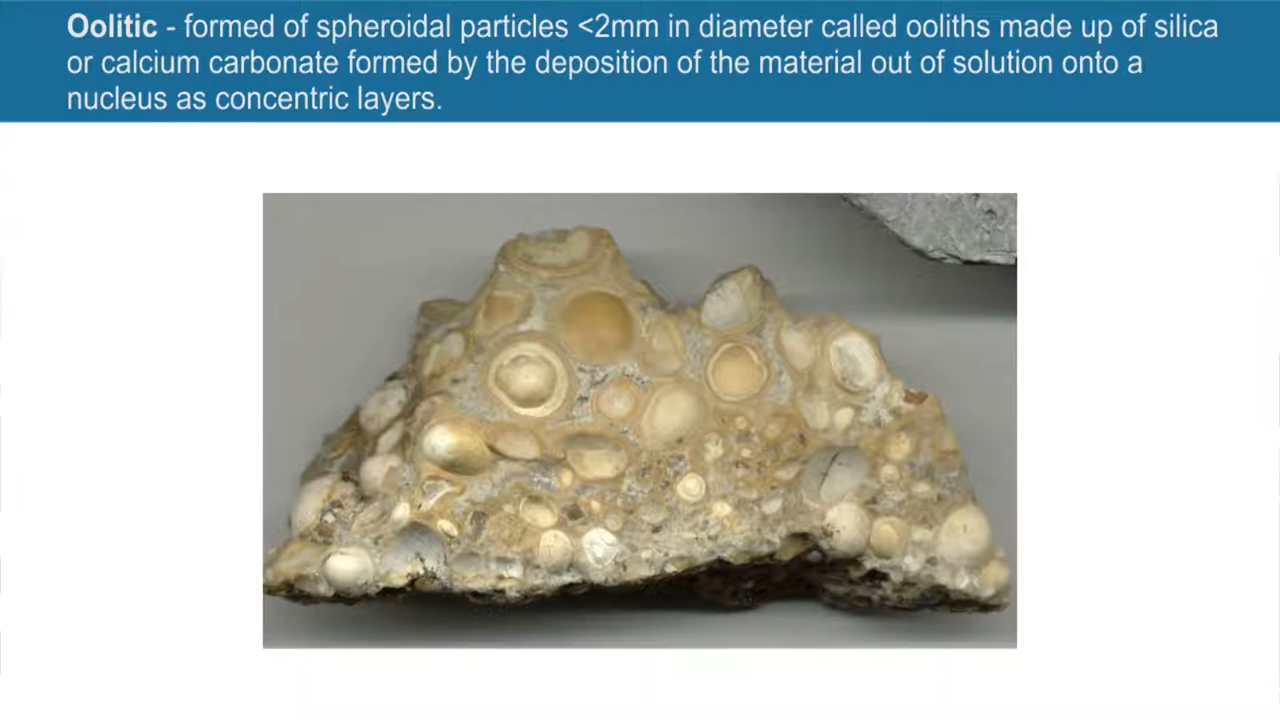 Oolitic - formed of spheroidal particles <2mm in diameter called ooliths made up of silica
or calcium carbonate formed by the deposition of the material out of solution onto a
nucleus as concentric layers.